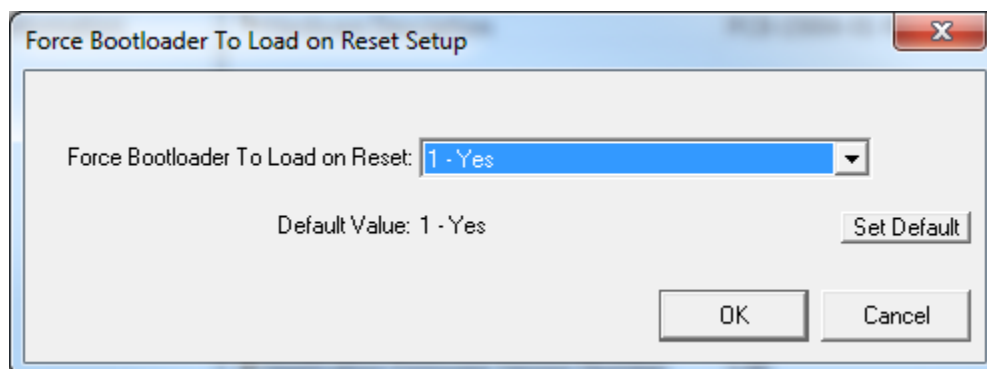 Force Bootloader To Load on Reset Setup
Force Bootloader To Load on Reset: 1 - Yes
Default Value: 1 - Yes Set Default
OK Cancel